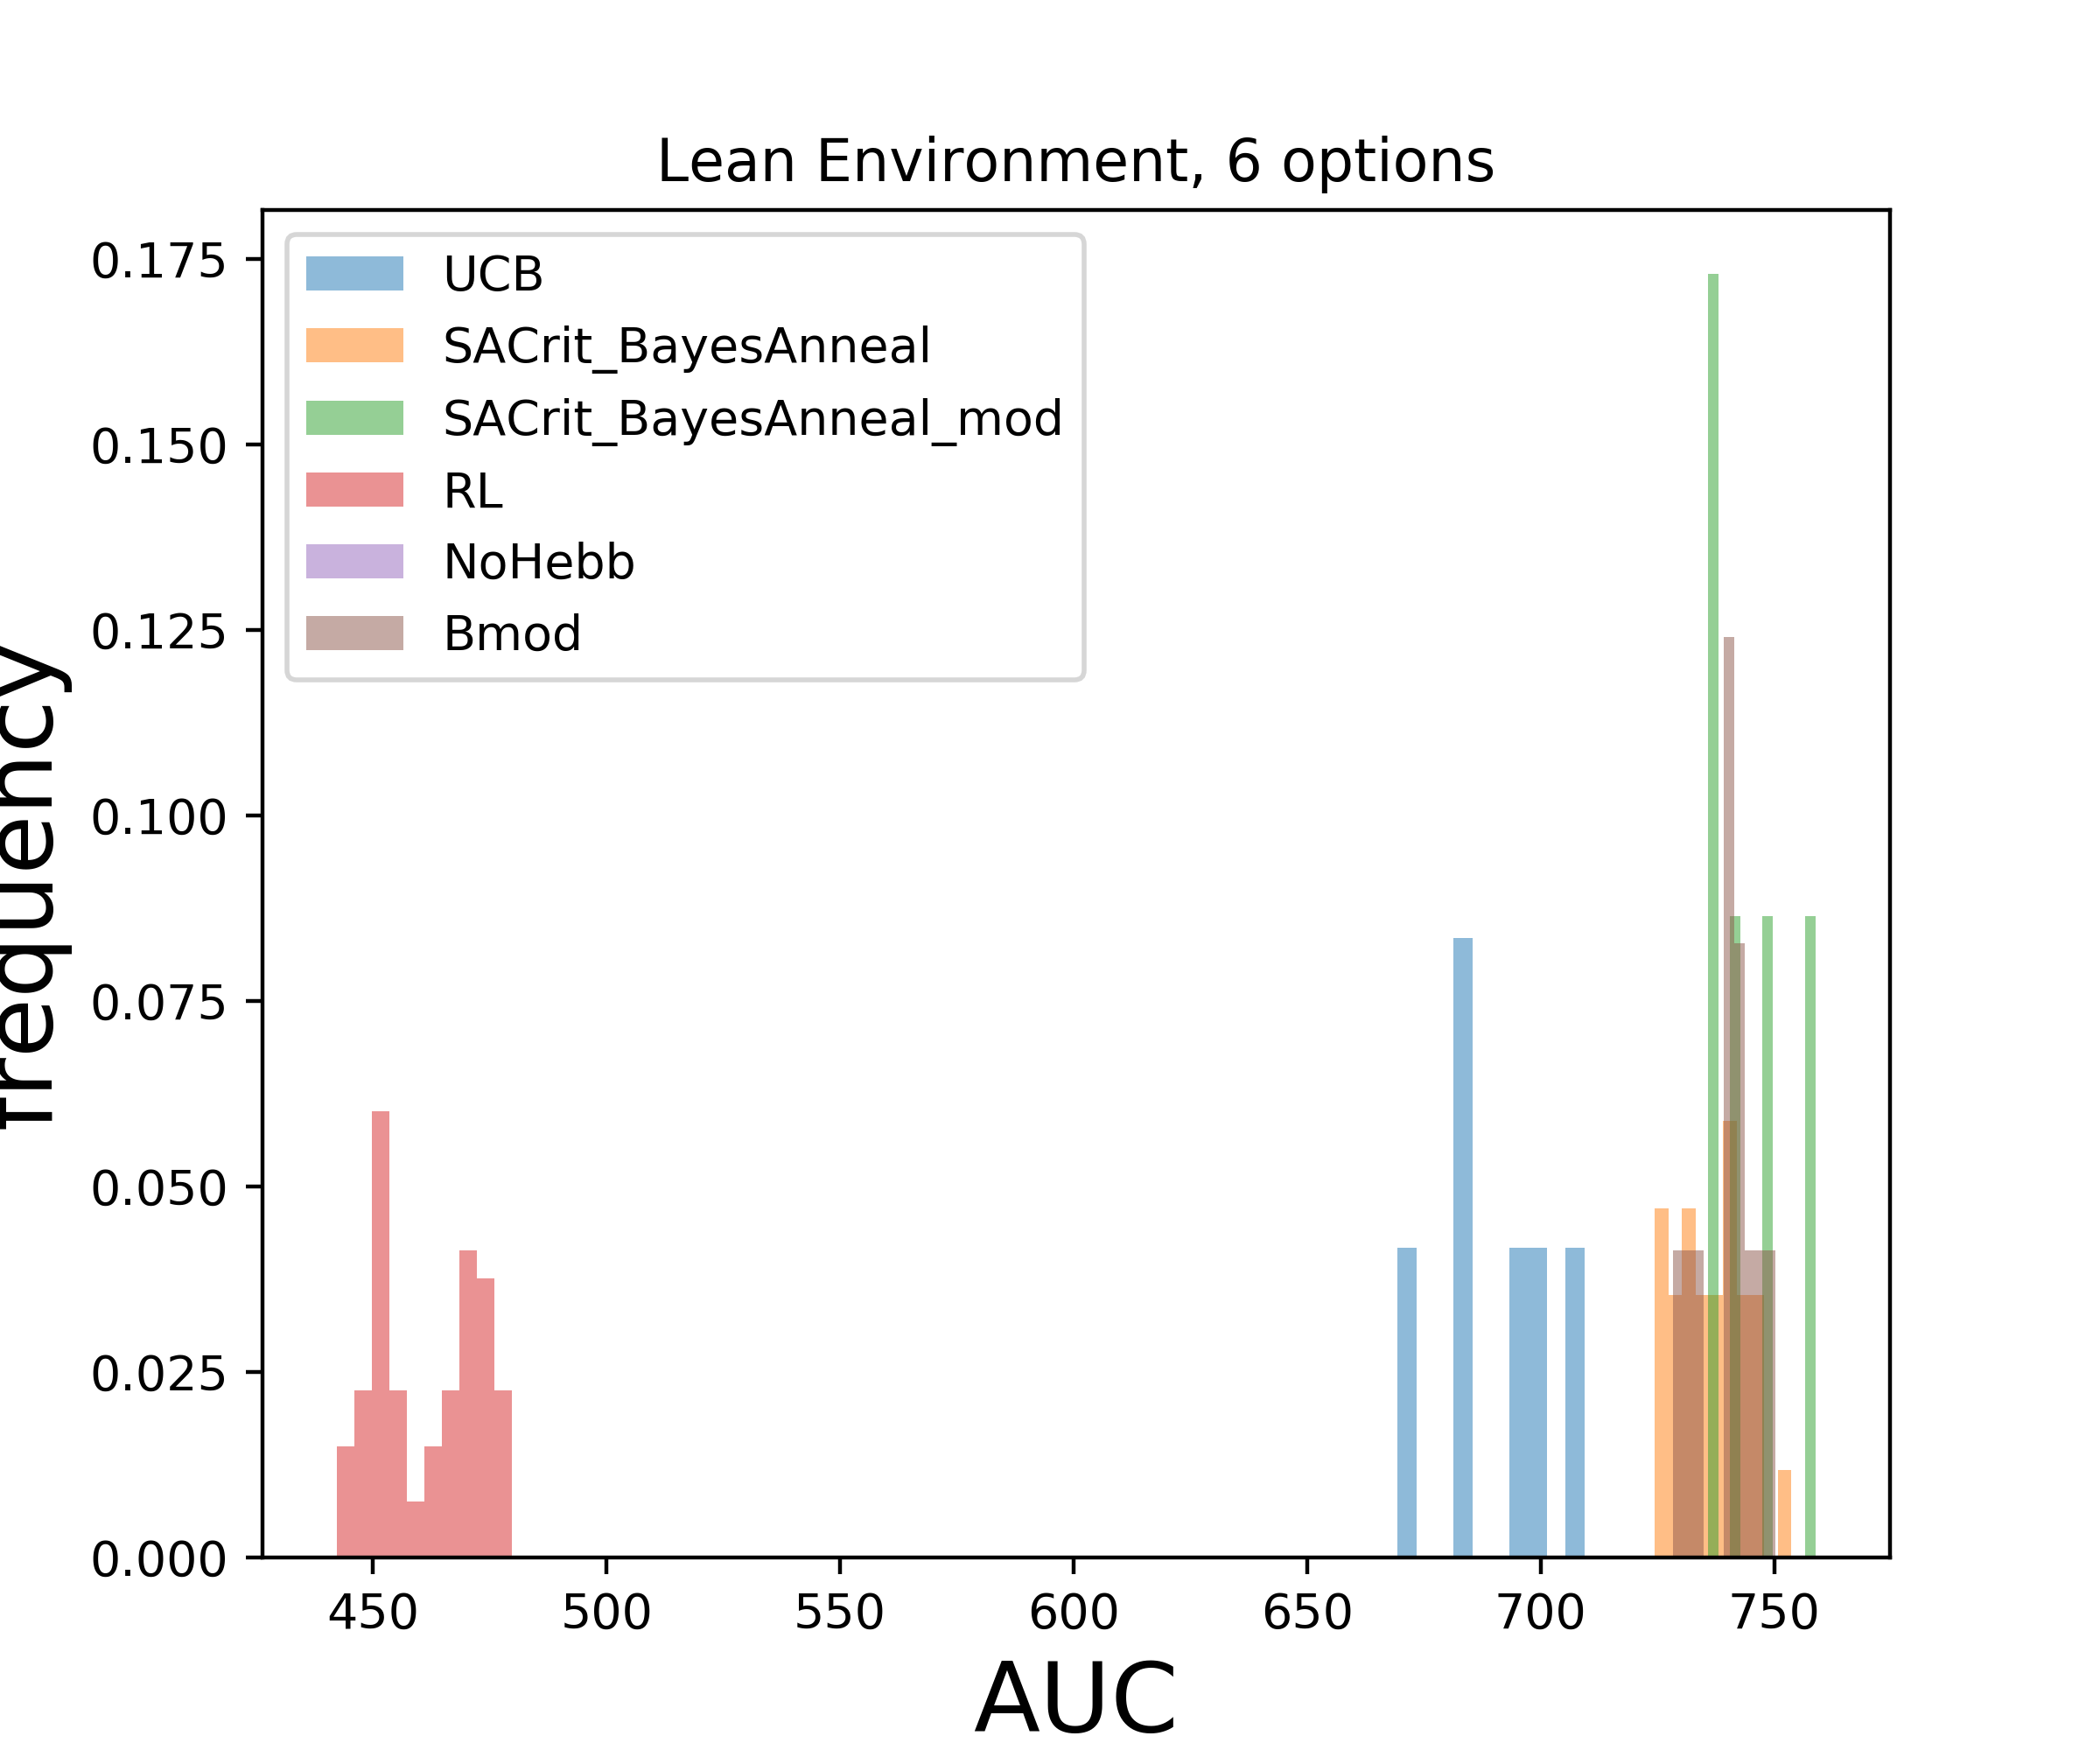 Lean Environment, 6 options
UCB
SACrit_BayesAnneal
SACrit_BayesAnneal_mod
RL
NoHebb
Bmod
frequency
0.175
0.150
0.125
0.100
0.075
0.050
0.025
0.000
450 500 550 600 650 700 750
AUC